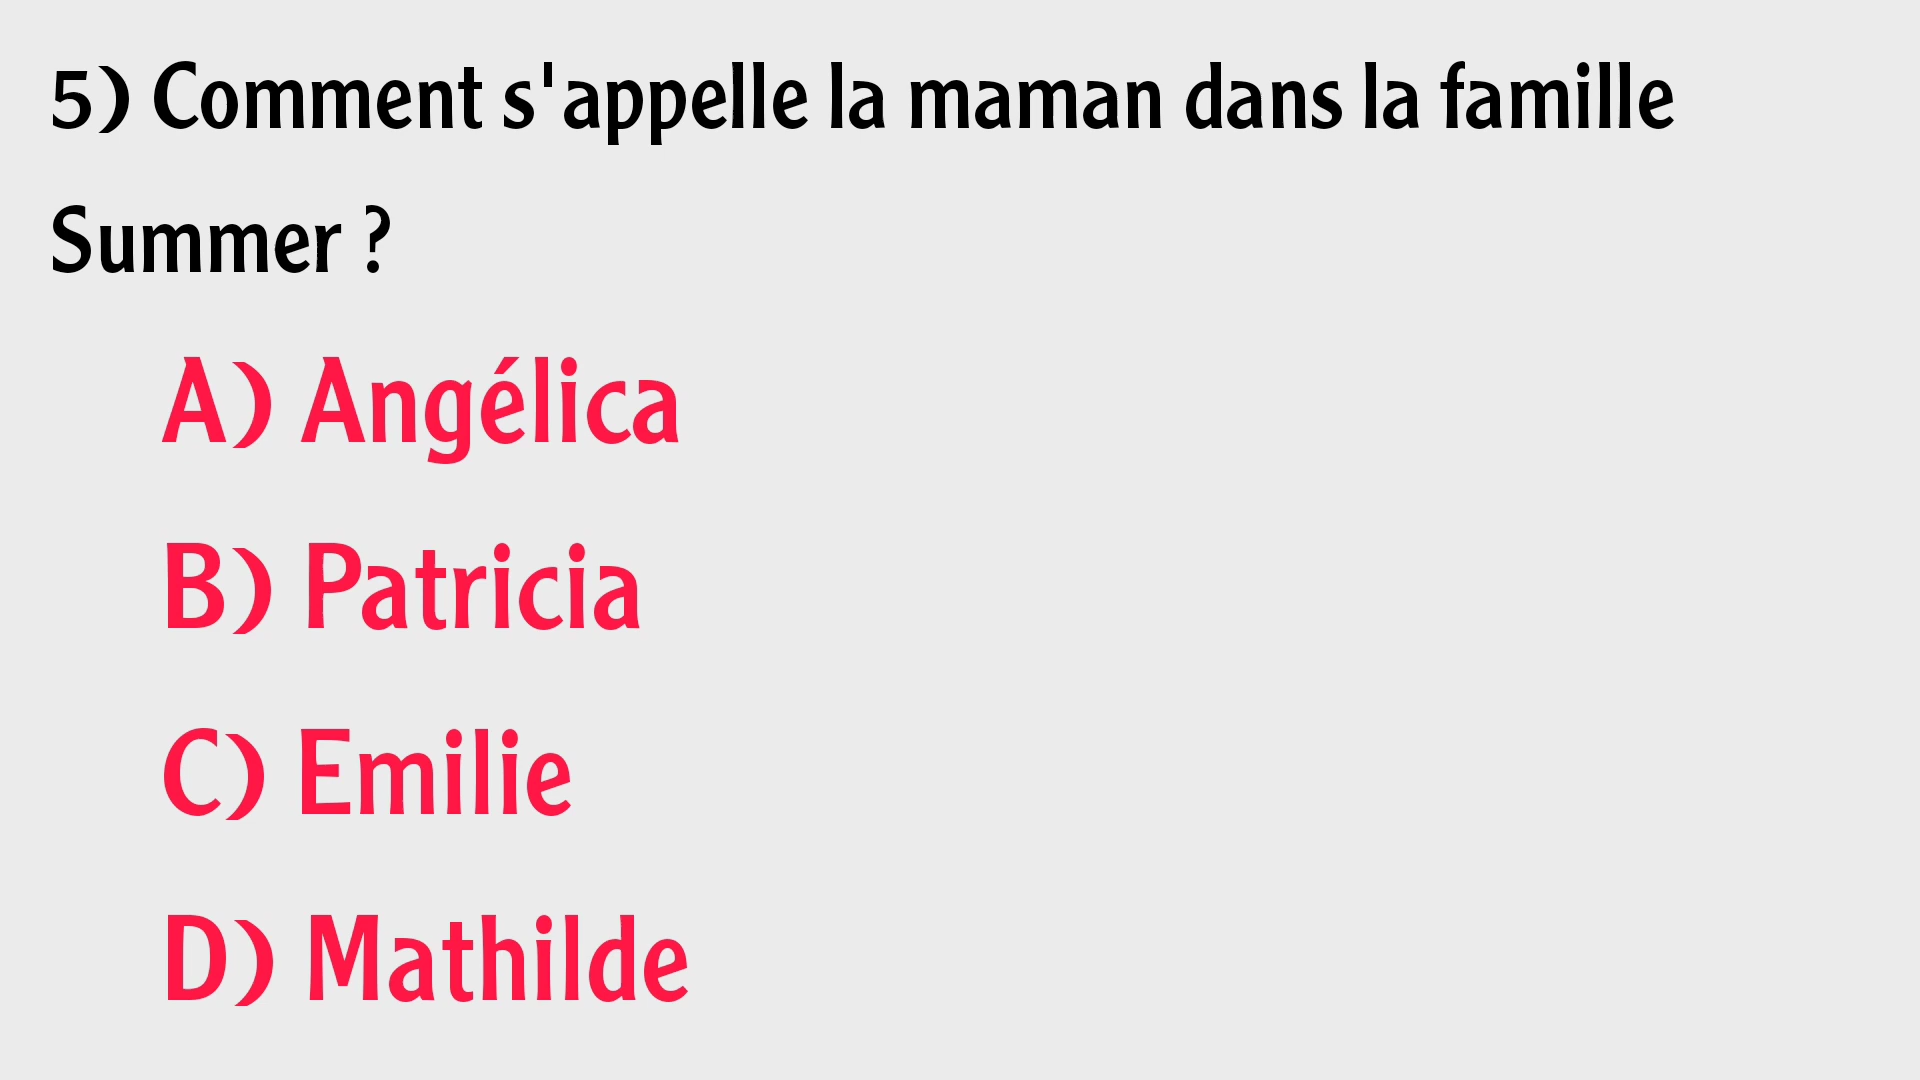 5) Comment s'appelle la maman dans la famille
Summer ?
A) Angélica
B) Patricia
C) Emilie
D) Mathilde